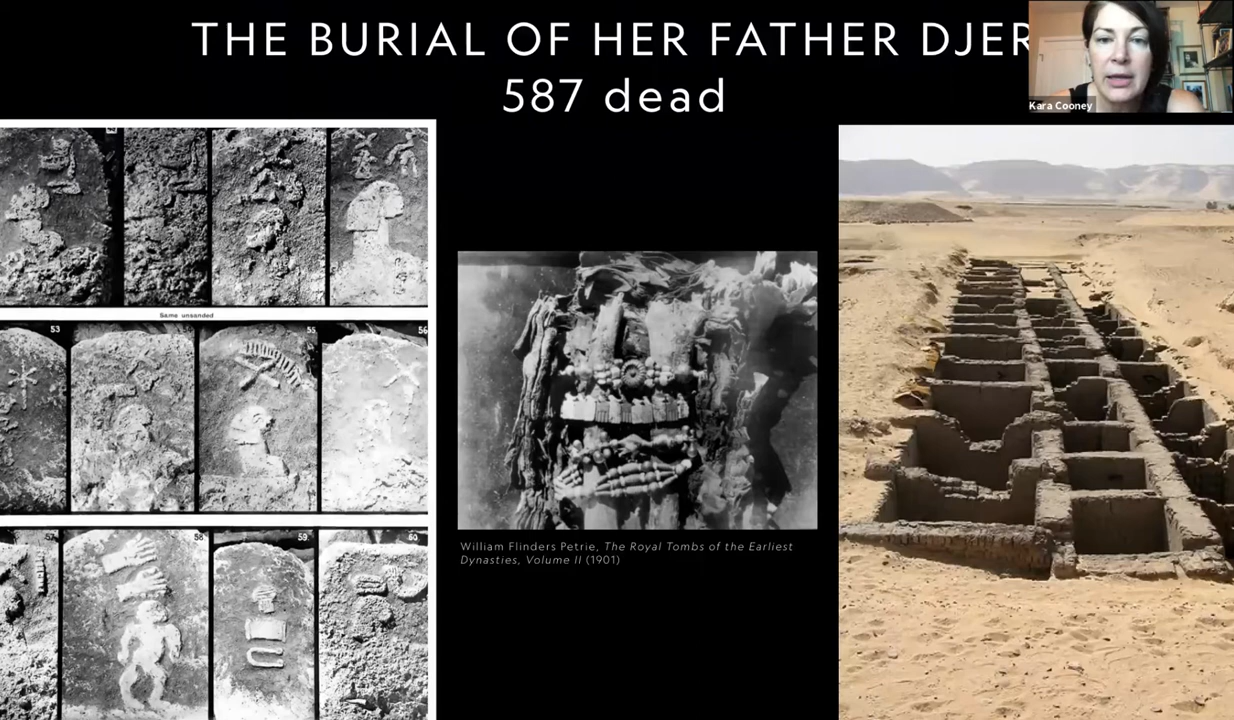 THE BURIAL OF HER FATHER DJER
587 dead
Kara Cooney
Same unsanded
53
55
56
58
59
60
William Flinders Petrie, The Royal Tombs of the Earliest
Dynasties, Volume II (1901)